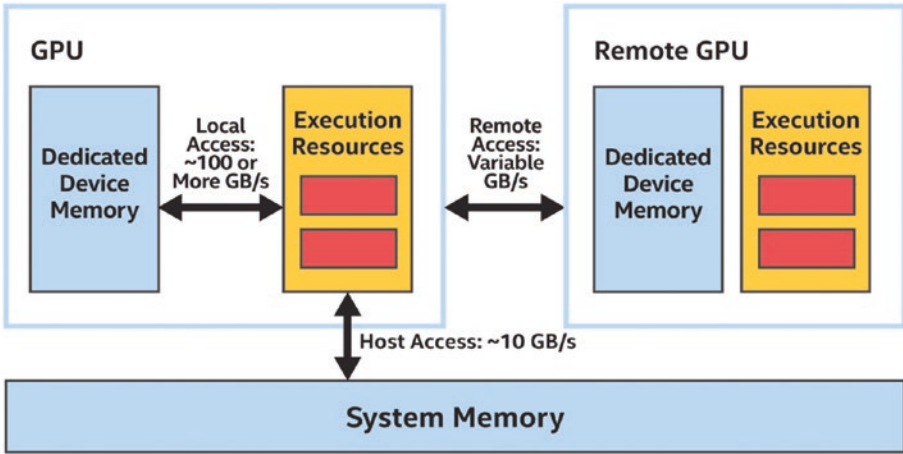 GPU
Dedicated
Device
Memory
Local
Access:
~100 or
More GB/s
Execution
Resources
Remote
Access:
Variable
GB/s
Remote GPU
Dedicated
Device
Memory
Execution
Resources
Host Access: ~10 GB/s
System Memory